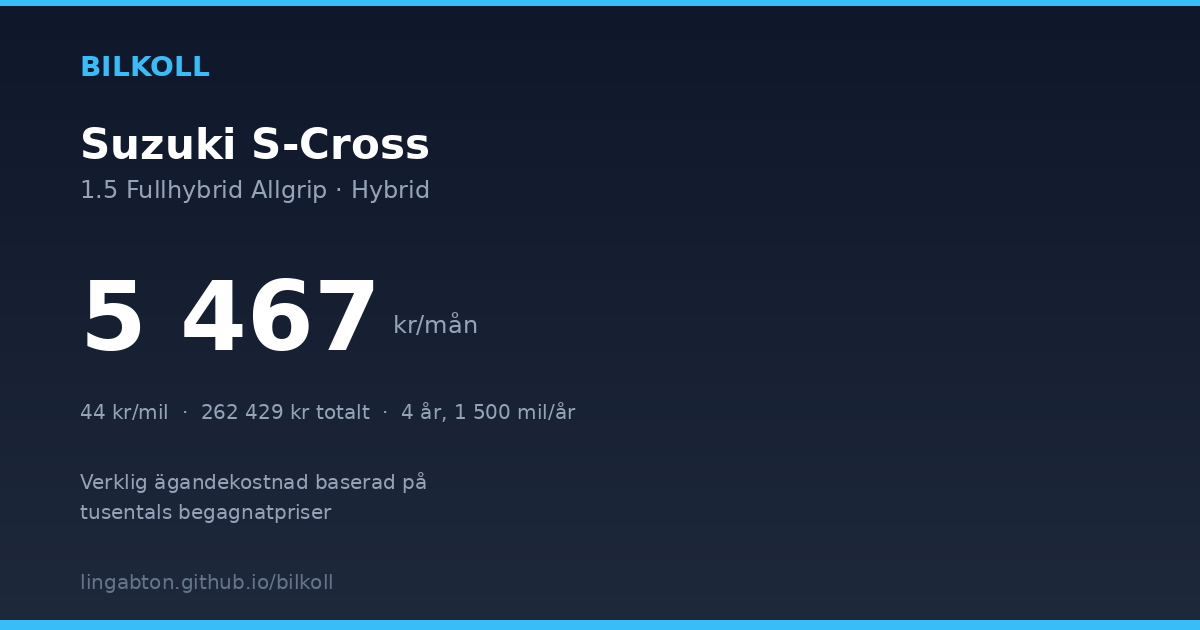 BILKOLL
Suzuki S-Cross
1.5 Fullhybrid Allgrip · Hybrid
5 467 kr/mån
44 kr/mil · 262 429 kr totalt · 4 år, 1 500 mil/år
Verklig ägandekostnad baserad på
tusentals begagnatpriser
lingabton.github.io/bilkoll